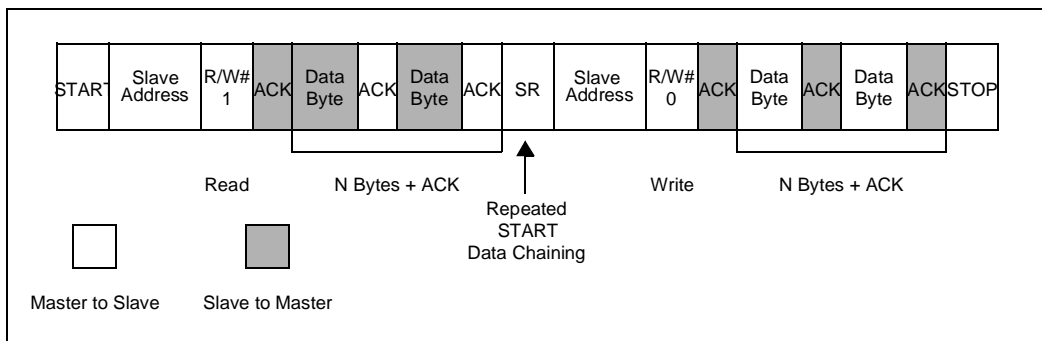 START Slave Address R/W# 1 ACK Data Byte ACK Data Byte ACK SR Slave Address R/W# 0 ACK Data Byte ACK Data Byte ACK STOP
Read N Bytes + ACK Write N Bytes + ACK
Repeated
START
Data Chaining
Master to Slave Slave to Master